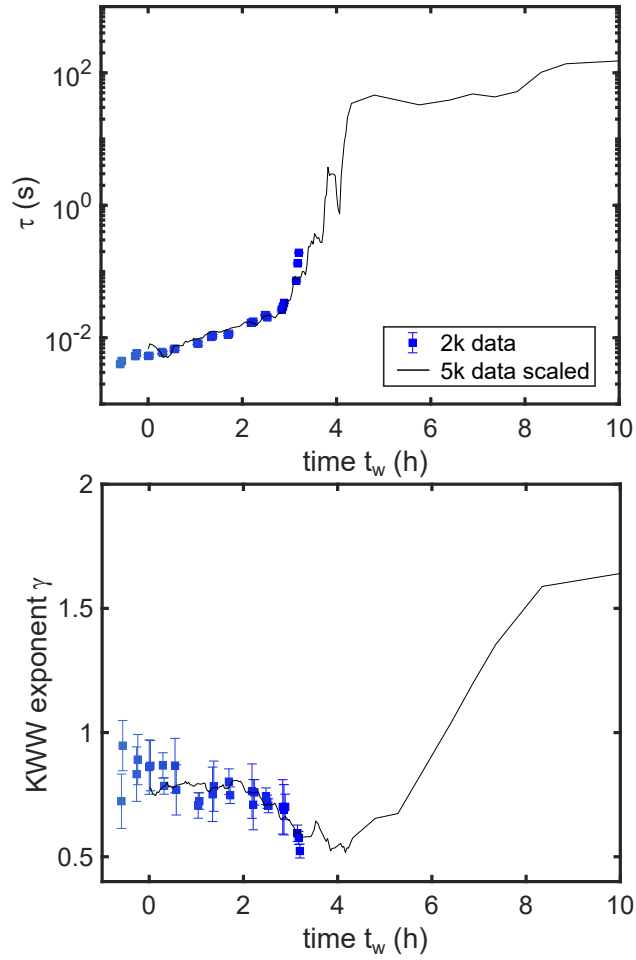 10^2
10^0
10^-2
τ (s)
2k data
5k data scaled
0 2 4 6 8 10
time t_w (h)
2
1.5
1
0.5
KWW exponent γ
0 2 4 6 8 10
time t_w (h)